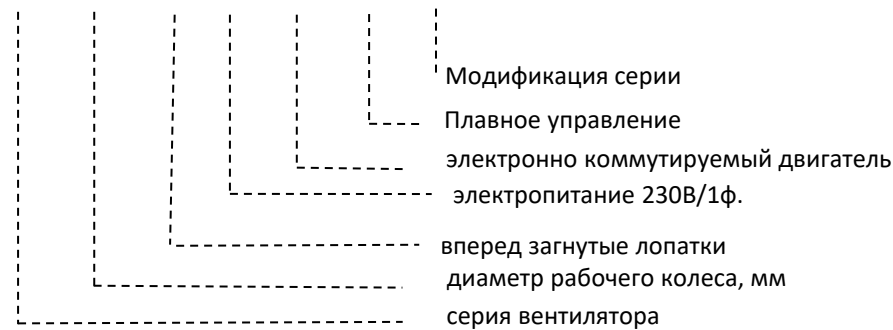 Модификация серии
Плавное управление
электронно коммутируемый двигатель
электропитание 230В/1ф.
вперед загнутые лопатки
диаметр рабочего колеса, мм
серия вентилятора